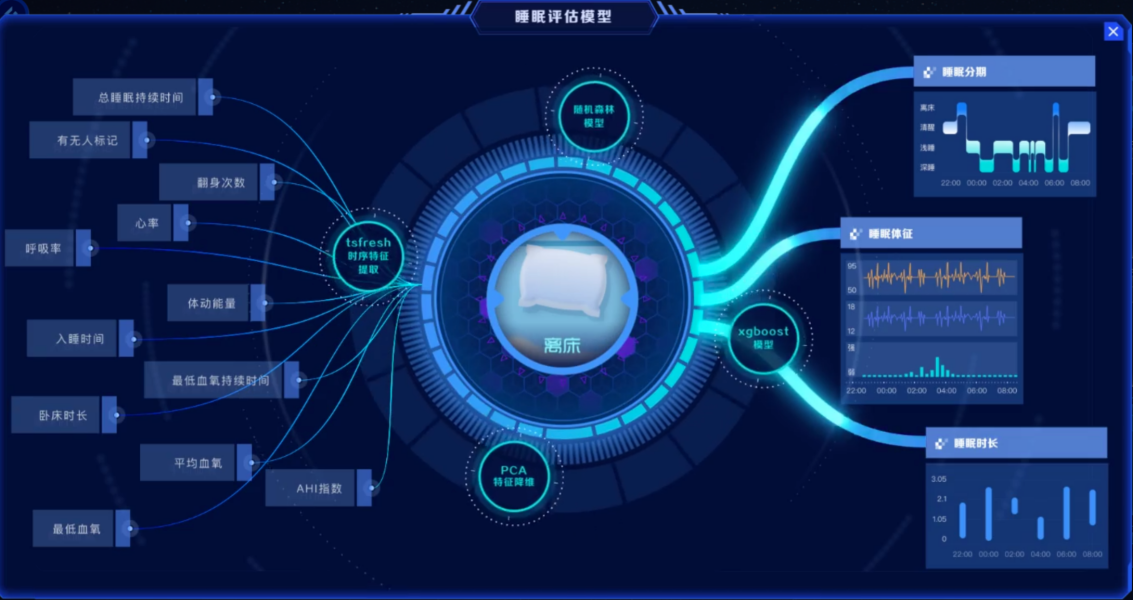 睡眠评估模型
总睡眠持续时间
有无人标记
翻身次数
心率
呼吸率
体动能量
入睡时间
最低血氧持续时间
卧床时长
平均血氧
AHI指数
最低血氧
tsfresh
时序特征
提取
随机森林
模型
离床
PCA
特征降维
xgboost
模型
睡眠分期
离床
清醒
浅睡
深睡
22:00 00:00 02:00 04:00 06:00 08:00
睡眠体征
95
50
18
12
强
弱
22:00 00:00 02:00 04:00 06:00 08:00
睡眠时长
3.05
2.1
1.05
0
22:00 00:00 02:00 04:00 06:00 08:00